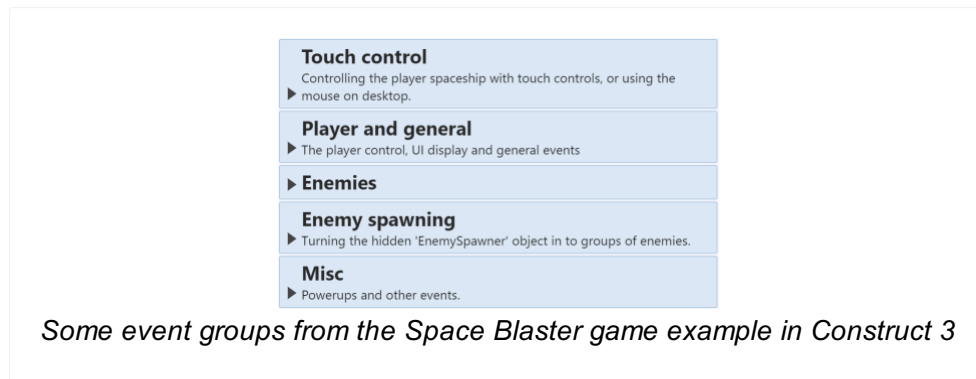 Touch control
Controlling the player spaceship with touch controls, or using the
mouse on desktop.
Player and general
The player control, UI display and general events
Enemies
Enemy spawning
Turning the hidden 'EnemySpawner' object in to groups of enemies.
Misc
Powerups and other events.
Some event groups from the Space Blaster game example in Construct 3